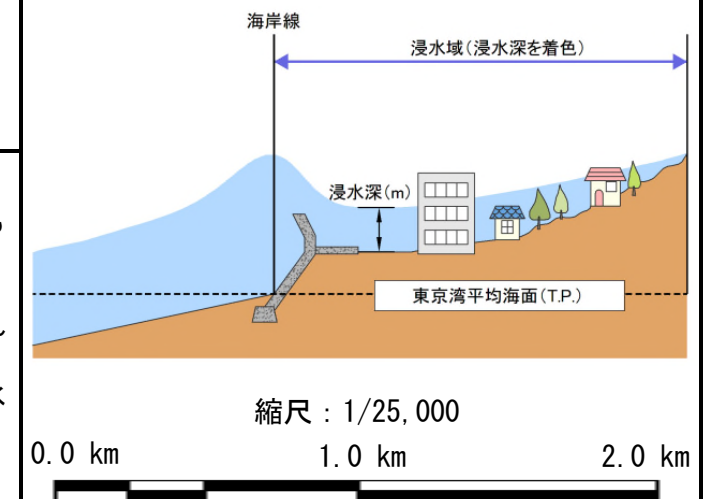 海岸線
浸水域(浸水深を着色)
浸水深(m)
東京湾平均海面(T.P.)
縮尺：1/25,000
0.0 km 1.0 km 2.0 km